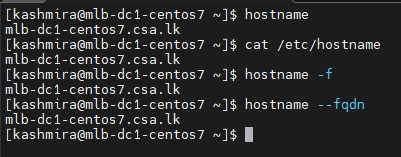 [kashmira@mlb-dc1-centos7 ~]$ hostname
mlb-dc1-centos7.csa.lk
[kashmira@mlb-dc1-centos7 ~]$ cat /etc/hostname
mlb-dc1-centos7.csa.lk
[kashmira@mlb-dc1-centos7 ~]$ hostname -f
mlb-dc1-centos7.csa.lk
[kashmira@mlb-dc1-centos7 ~]$ hostname --fqdn
mlb-dc1-centos7.csa.lk
[kashmira@mlb-dc1-centos7 ~]$